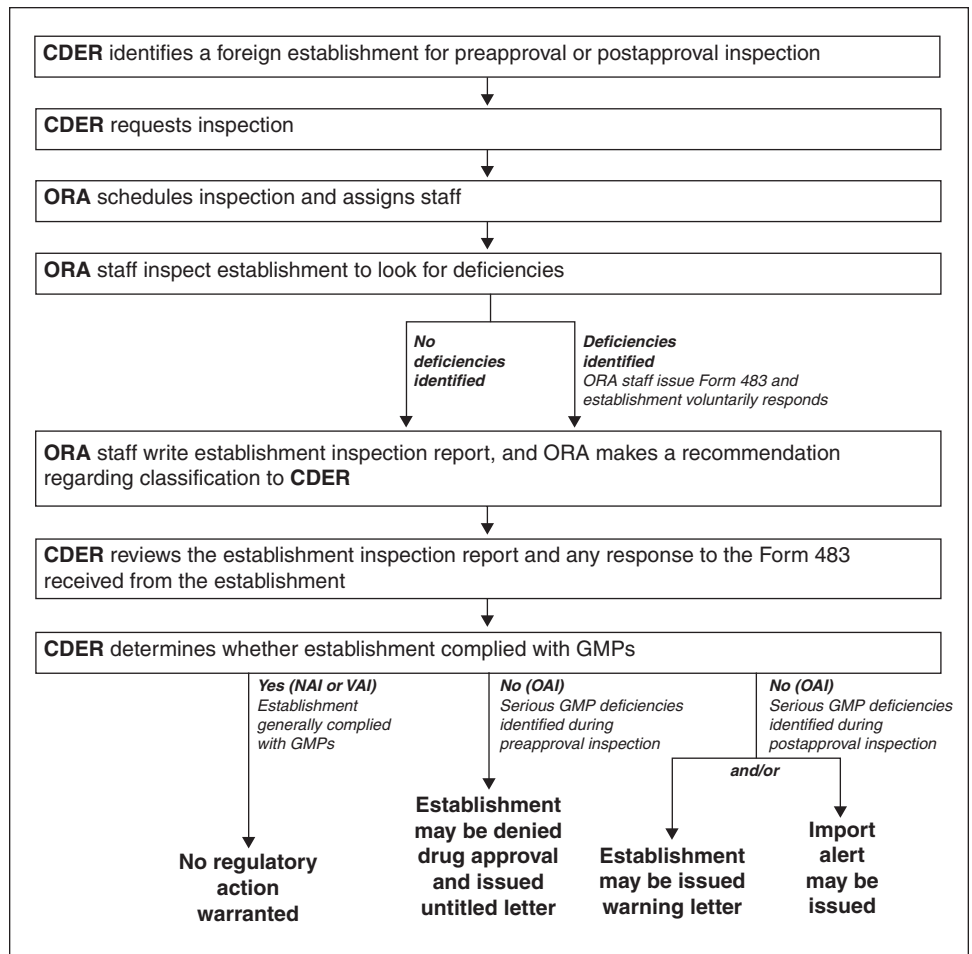 CDER identifies a foreign establishment for preapproval or postapproval inspection
CDER requests inspection
ORA schedules inspection and assigns staff
ORA staff inspect establishment to look for deficiencies
No
deficiencies
identified
Deficiencies
identified
ORA staff issue Form 483 and
establishment voluntarily responds
ORA staff write establishment inspection report, and ORA makes a recommendation
regarding classification to CDER
CDER reviews the establishment inspection report and any response to the Form 483
received from the establishment
CDER determines whether establishment complied with GMPs
Yes (NAI or VAI)
Establishment
generally complied
with GMPs
No (OAI)
Serious GMP deficiencies
identified during
preapproval inspection
No (OAI)
Serious GMP deficiencies
identified during
postapproval inspection
and/or
No regulatory
action
warranted
Establishment
may be denied
drug approval
and issued
untitled letter
Establishment
may be issued
warning letter
Import
alert
may be
issued